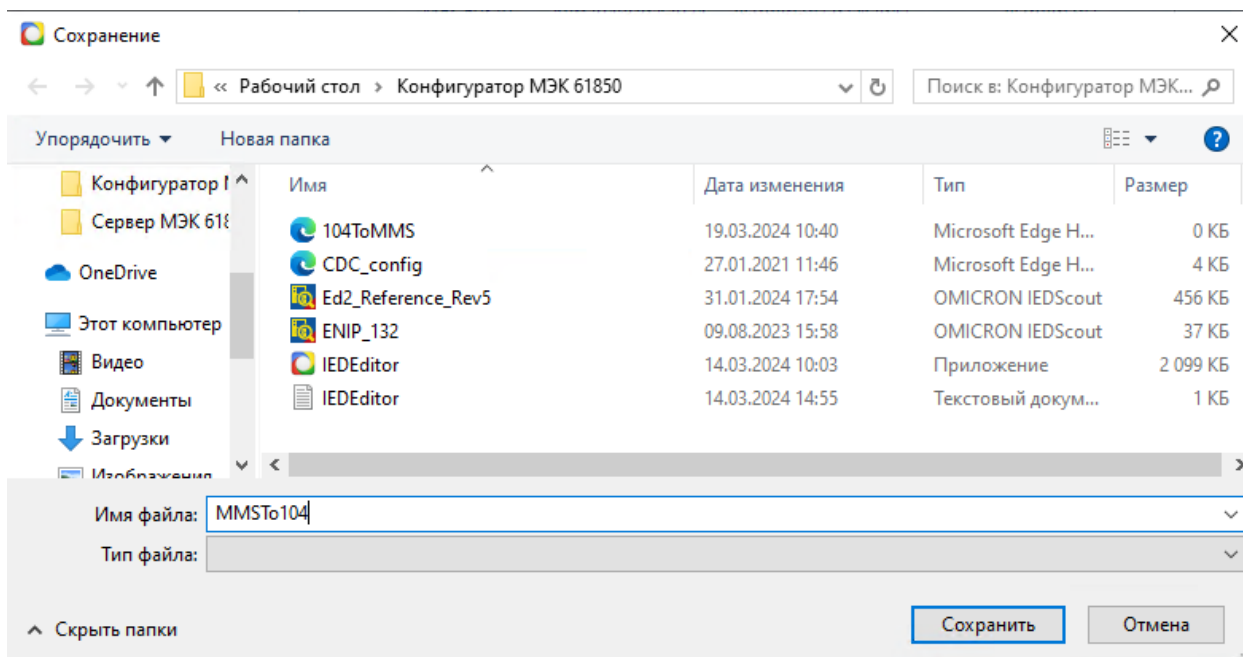 Сохранение
« Рабочий стол › Конфигуратор МЭК 61850
Поиск в: Конфигуратор МЭК...
Упорядочить
Новая папка
Конфигуратор
Сервер МЭК
OneDrive
Этот компьютер
Видео
Документы
Загрузки
Изображения
Имя Дата изменения Тип Размер
104ToMMS 19.03.2024 10:40 Microsoft Edge H... 0 КБ
CDC_config 27.01.2021 11:46 Microsoft Edge H... 4 КБ
Ed2_Reference_Rev5 31.01.2024 17:54 OMICRON IEDScout 456 КБ
ENIP_132 09.08.2023 15:58 OMICRON IEDScout 37 КБ
IEDEditor 14.03.2024 10:03 Приложение 2 099 КБ
IEDEditor 14.03.2024 14:55 Текстовый докум... 1 КБ
Имя файла: MMSTo104
Тип файла:
Скрыть папки
Сохранить
Отмена